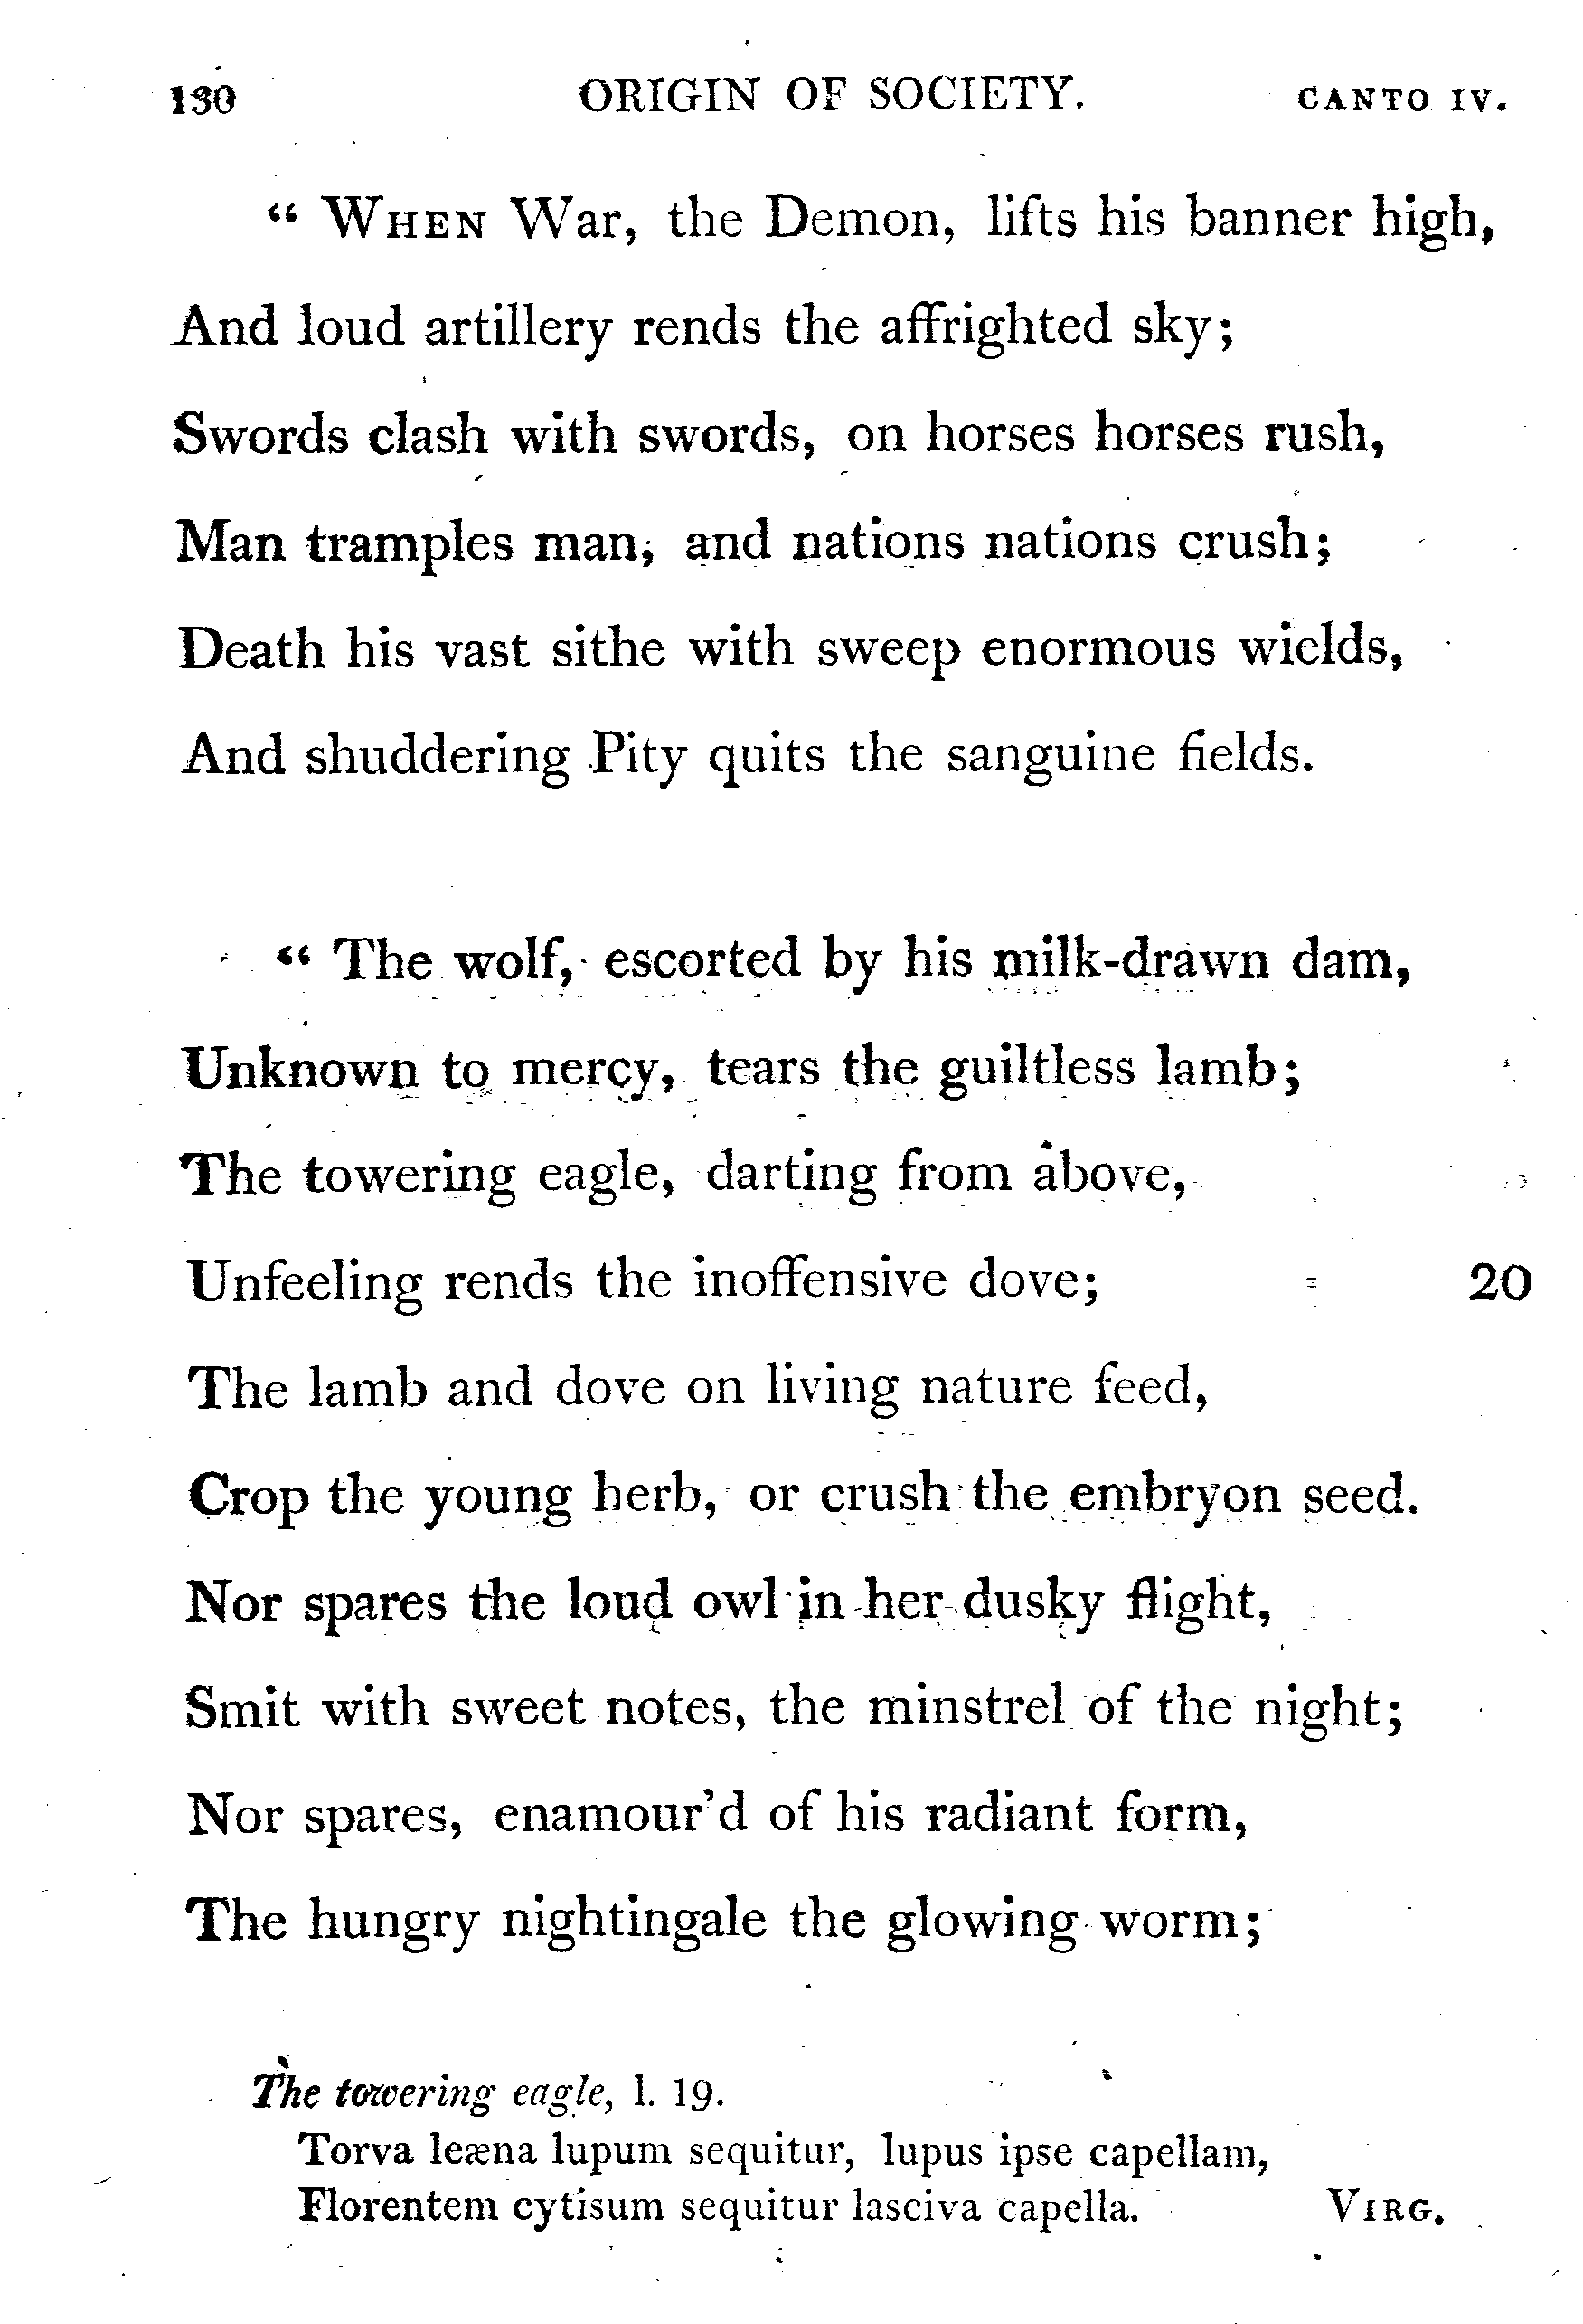 130 ORIGIN OF SOCIETY. CANTO IV.
“ WHEN War, the Demon, lifts his banner high,
And loud artillery rends the affrighted sky;
Swords clash with swords, on horses horses rush,
Man tramples man, and nations nations crush;
Death his vast sithe with sweep enormous wields,
And shuddering Pity quits the sanguine fields.
“ The wolf, escorted by his milk-drawn dam,
Unknown to mercy, tears the guiltless lamb;
The towering eagle, darting from above,
Unfeeling rends the inoffensive dove; 20
The lamb and dove on living nature feed,
Crop the young herb, or crush the embryon seed.
Nor spares the loud owl in her dusky flight,
Smit with sweet notes, the minstrel of the night;
Nor spares, enamour’d of his radiant form,
The hungry nightingale the glowing worm;
The towering eagle, l. 19.
Torva leæna lupum sequitur, lupus ipse capellam,
Florentem cytisum sequitur lasciva capella. VIRG.